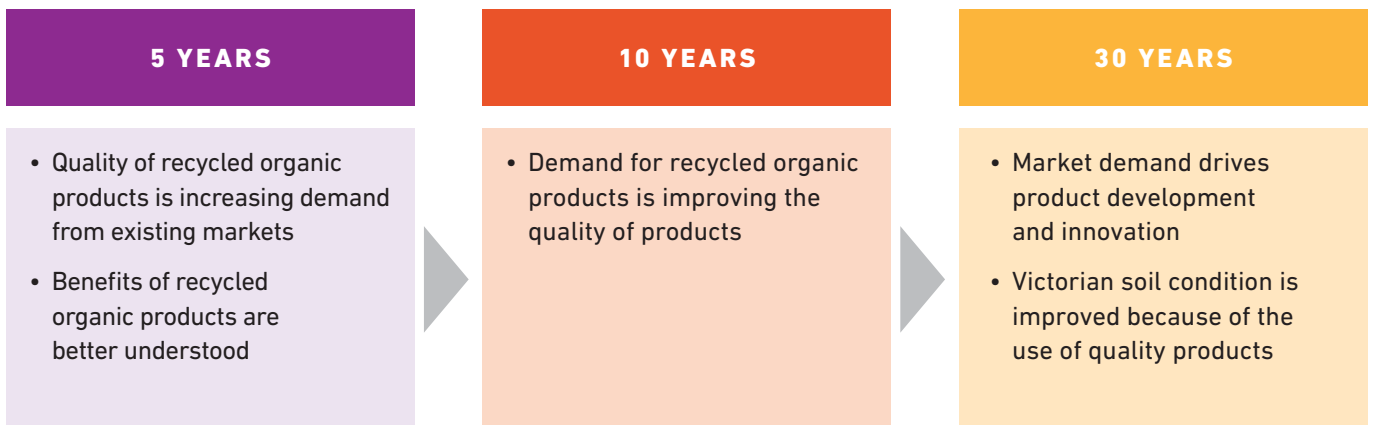 5 YEARS
• Quality of recycled organic
products is increasing demand
from existing markets
• Benefits of recycled
organic products are
better understood
10 YEARS
• Demand for recycled organic
products is improving the
quality of products
30 YEARS
• Market demand drives
product development
and innovation
• Victorian soil condition is
improved because of the
use of quality products